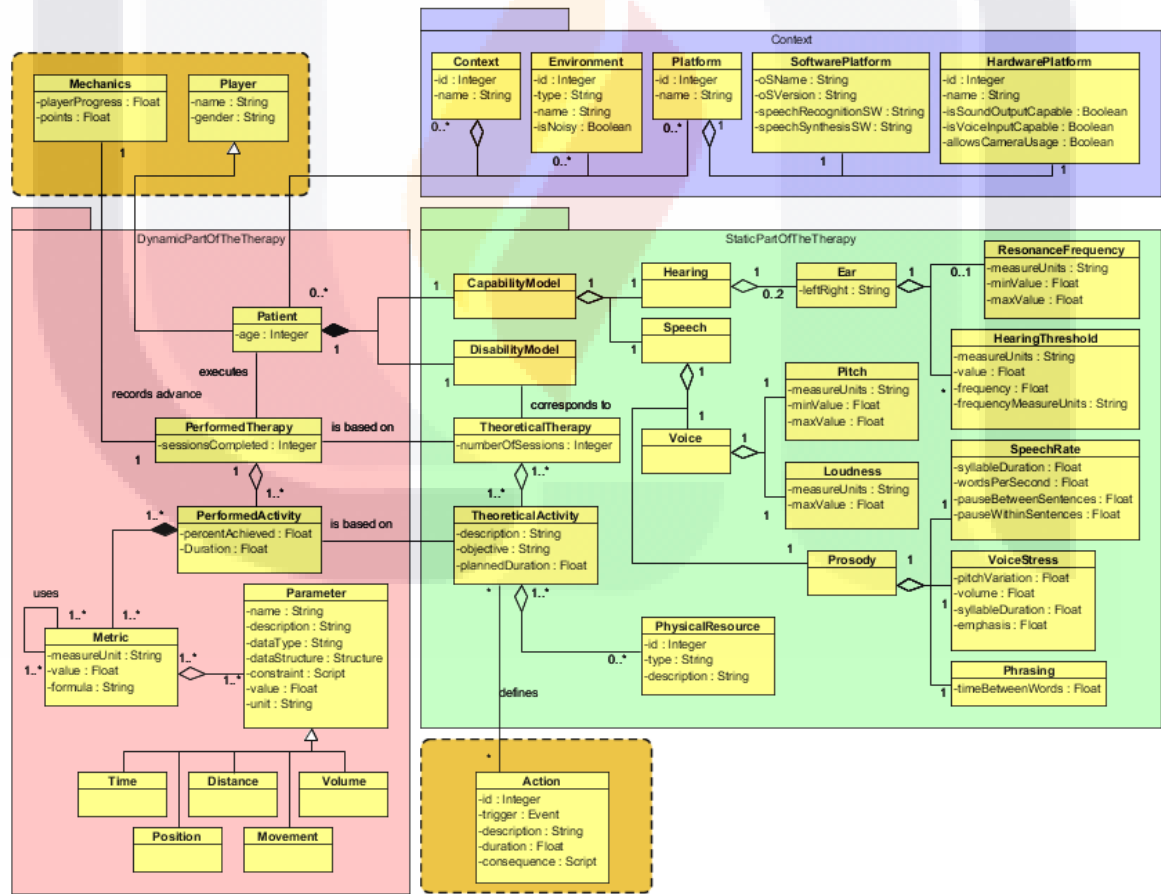 Context
Mechanics
-playerProgress : Float
-points : Float
1
Player
-name : String
-gender : String
Context
-id : Integer
-name : String
0..*
Environment
-id : Integer
-type : String
-name : String
-isNoisy : Boolean
0..*
Platform
-id : Integer
-name : String
0..*
1
SoftwarePlatform
-oSName : String
-oSVersion : String
-speechRecognitionSW : String
-speechSynthesisSW : String
1
HardwarePlatform
-id : Integer
-name : String
-isSoundOutputCapable : Boolean
-isVoiceInputCapable : Boolean
-allowsCameraUsage : Boolean
1
DynamicPartOfTheTherapy
0..*
Patient
-age : Integer
1
executes
records advance
PerformedTherapy
-sessionsCompleted : Integer
1
is based on
1
1..*
PerformedActivity
-percentAchieved : Float
-Duration : Float
1..*
is based on
uses
1..*
1..*
1..*
Metric
-measureUnit : String
-value : Float
-formula : String
1..*
1..*
Parameter
-name : String
-description : String
-dataType : String
-dataStructure : Structure
-constraint : Script
-value : Float
-unit : String
Time
Distance
Volume
Position
Movement
StaticPartOfTheTherapy
1
CapabilityModel
1
1
Hearing
1
0..2
Ear
-leftRight : String
1
0..1
ResonanceFrequency
-measureUnits : String
-minValue : Float
-maxValue : Float
Speech
1
1
DisabilityModel
1
corresponds to
HearingThreshold
-measureUnits : String
-value : Float
-frequency : Float
-frequencyMeasureUnits : String
*
Pitch
-measureUnits : String
-minValue : Float
-maxValue : Float
1
TheoreticalTherapy
-numberOfSessions : Integer
1..*
1..*
1
Voice
1
Loudness
-measureUnits : String
-maxValue : Float
1
SpeechRate
-syllableDuration : Float
-wordsPerSecond : Float
-pauseBetweenSentences : Float
-pauseWithinSentences : Float
1
TheoreticalActivity
-description : String
-objective : String
-plannedDuration : Float
*
1..*
1
Prosody
1
VoiceStress
-pitchVariation : Float
-volume : Float
-syllableDuration : Float
-emphasis : Float
1
PhysicalResource
-id : Integer
-type : String
-description : String
0..*
Phrasing
-timeBetweenWords : Float
1
defines
*
Action
-id : Integer
-trigger : Event
-description : String
-duration : Float
-consequence : Script